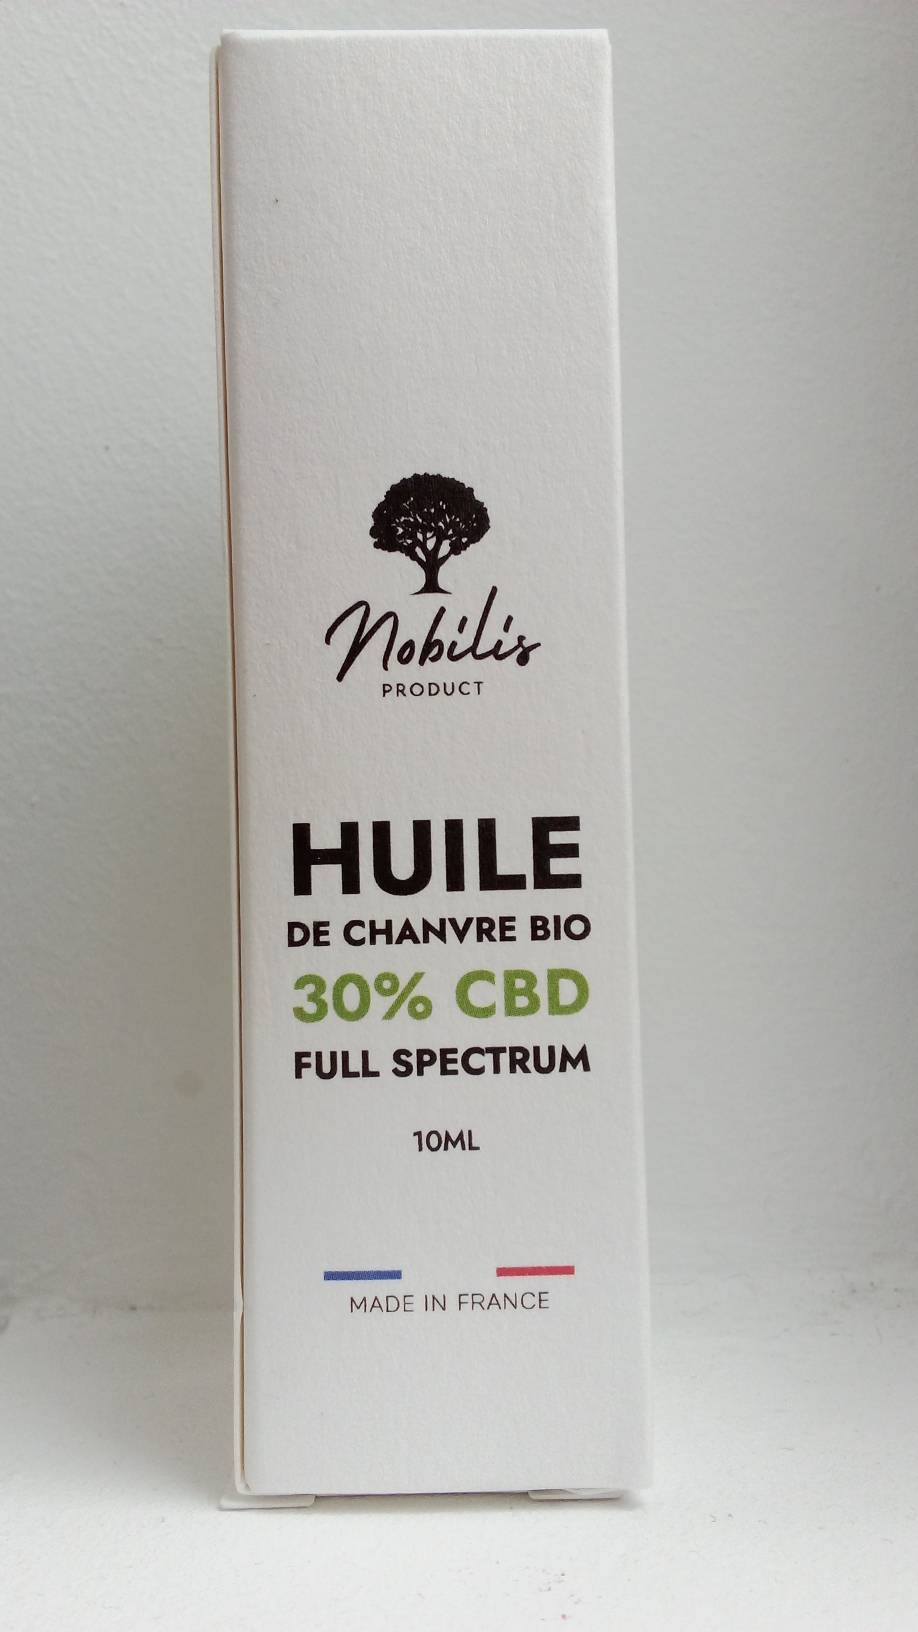 Nobilis
PRODUCT
HUILE
DE CHANVRE BIO
30% CBD
FULL SPECTRUM
10ML
MADE IN FRANCE